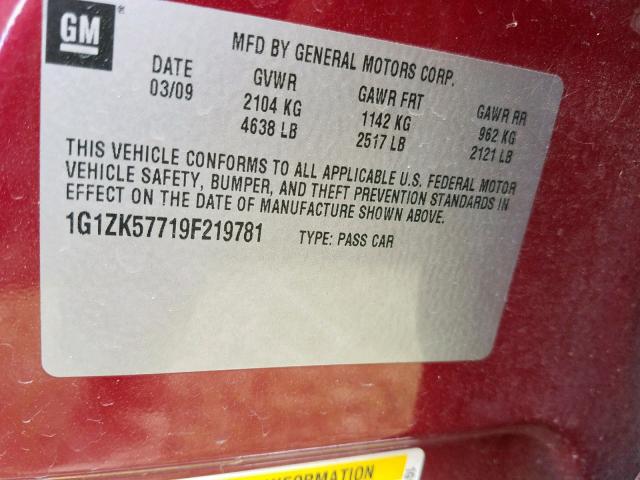 GM ®
MFD BY GENERAL MOTORS CORP.
DATE GVWR GAWR FRT GAWR RR
03/09 2104 KG 1142 KG 962 KG
4638 LB 2517 LB 2121 LB
THIS VEHICLE CONFORMS TO ALL APPLICABLE U.S. FEDERAL MOTOR
VEHICLE SAFETY, BUMPER, AND THEFT PREVENTION STANDARDS IN
EFFECT ON THE DATE OF MANUFACTURE SHOWN ABOVE.
1G1ZK57719F219781 TYPE: PASS CAR
INFORMATION